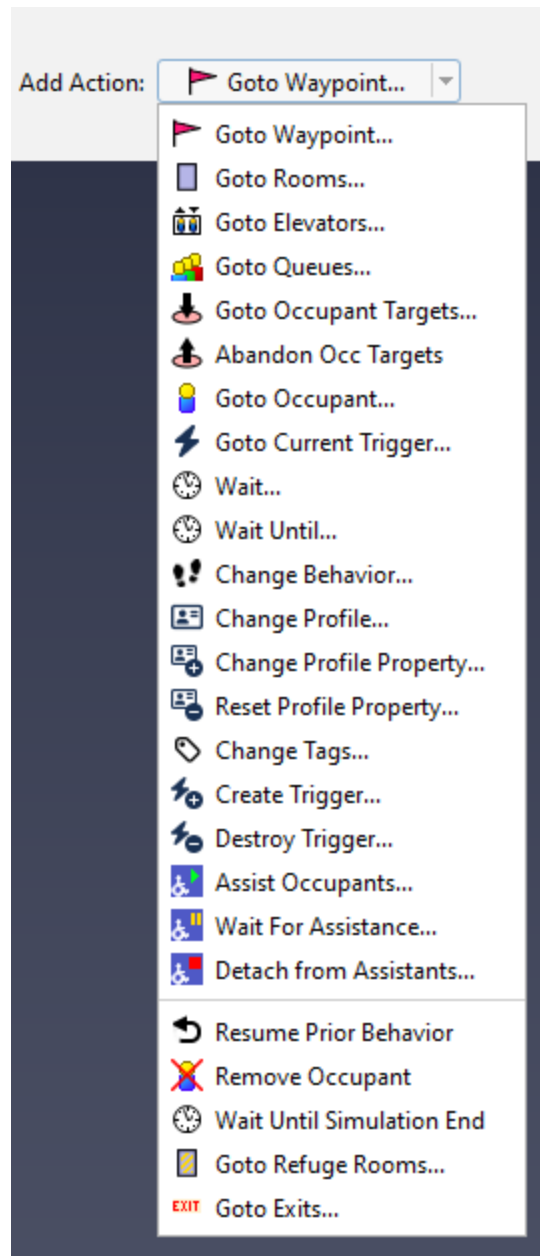 Add Action: Goto Waypoint...
Goto Waypoint...
Goto Rooms...
Goto Elevators...
Goto Queues...
Goto Occupant Targets...
Abandon Occ Targets
Goto Occupant...
Goto Current Trigger...
Wait...
Wait Until...
Change Behavior...
Change Profile...
Change Profile Property...
Reset Profile Property...
Change Tags...
Create Trigger...
Destroy Trigger...
Assist Occupants...
Wait For Assistance...
Detach from Assistants...
Resume Prior Behavior
Remove Occupant
Wait Until Simulation End
Goto Refuge Rooms...
EXIT Goto Exits...